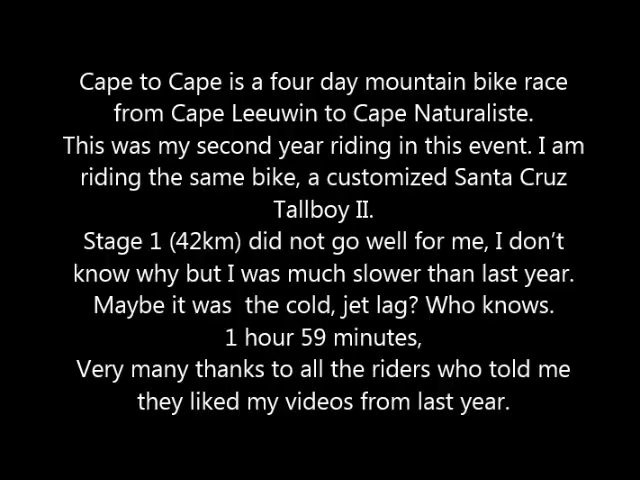 Cape to Cape is a four day mountain bike race
from Cape Leeuwin to Cape Naturaliste.
This was my second year riding in this event. I am
riding the same bike, a customized Santa Cruz
Tallboy II.
Stage 1 (42km) did not go well for me, I don’t
know why but I was much slower than last year.
Maybe it was  the cold, jet lag? Who knows.
1 hour 59 minutes,
Very many thanks to all the riders who told me
they liked my videos from last year.